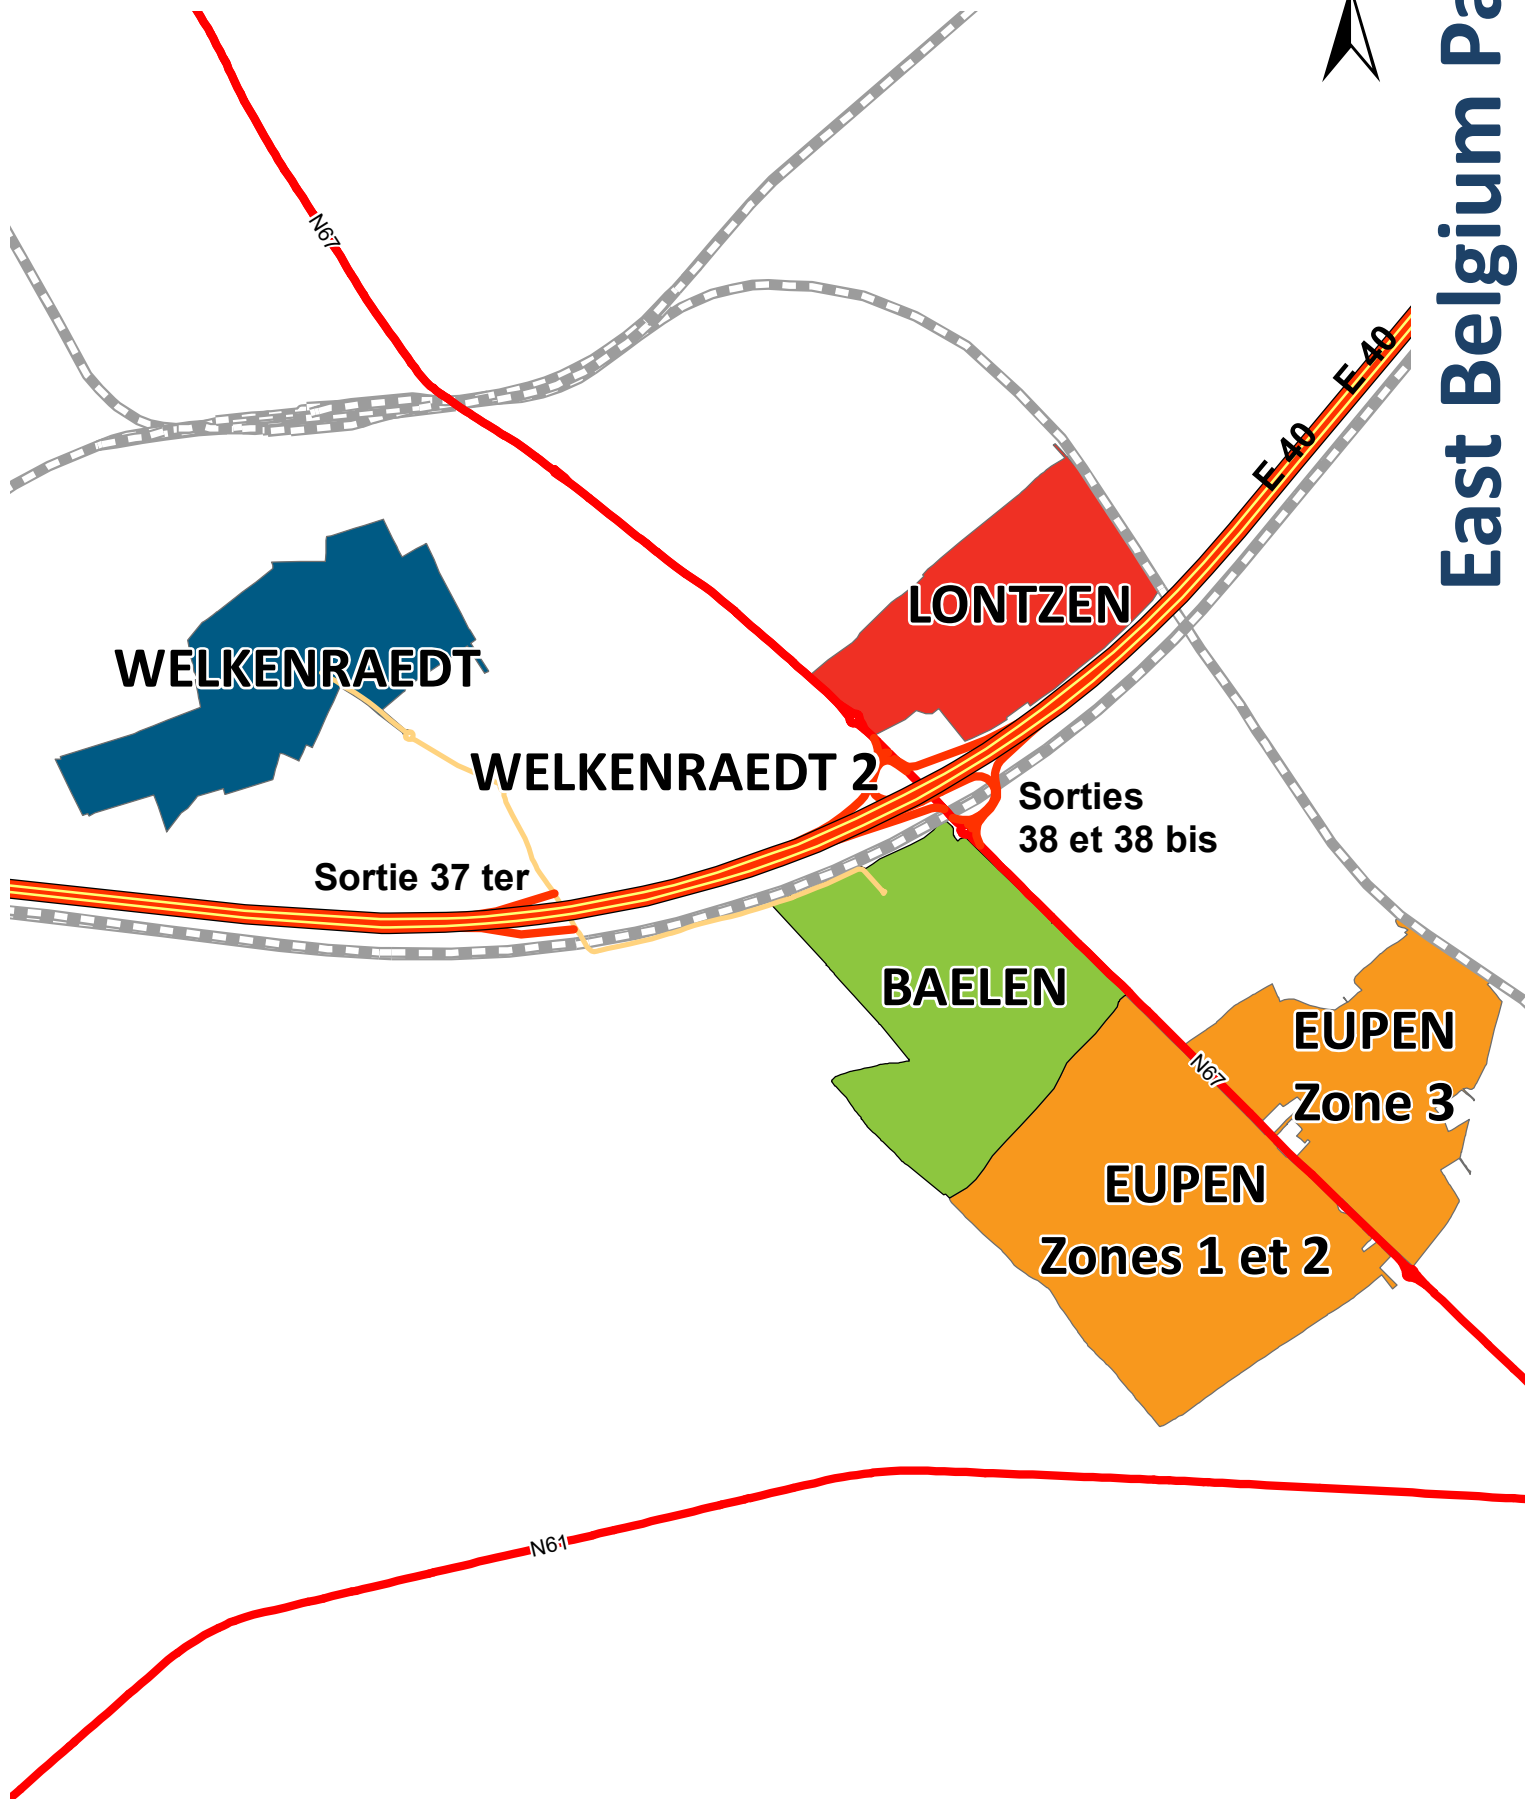 East Belgium Pa
N67
E 40
E 40
LONTZEN
WELKENRAEDT
WELKENRAEDT 2
Sorties
38 et 38 bis
Sortie 37 ter
BAELEN
EUPEN
Zone 3
N67
EUPEN
Zones 1 et 2
N61